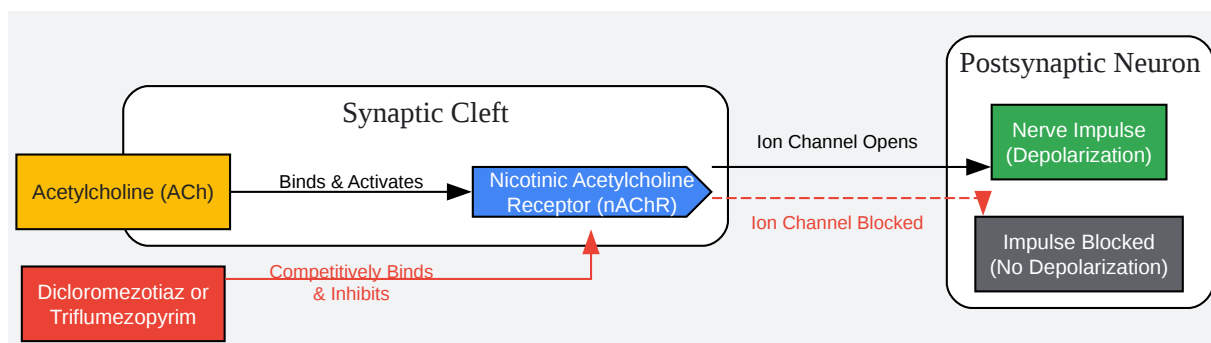 Postsynaptic Neuron
Synaptic Cleft
Nerve Impulse
(Depolarization)
Ion Channel Opens
Acetylcholine (ACh)
Binds & Activates
Nicotinic Acetylcholine
Receptor (nAChR)
Ion Channel Blocked
Impulse Blocked
(No Depolarization)
Competitively Binds
& Inhibits
Dicloromezotiaz or
Triflumezopyrim